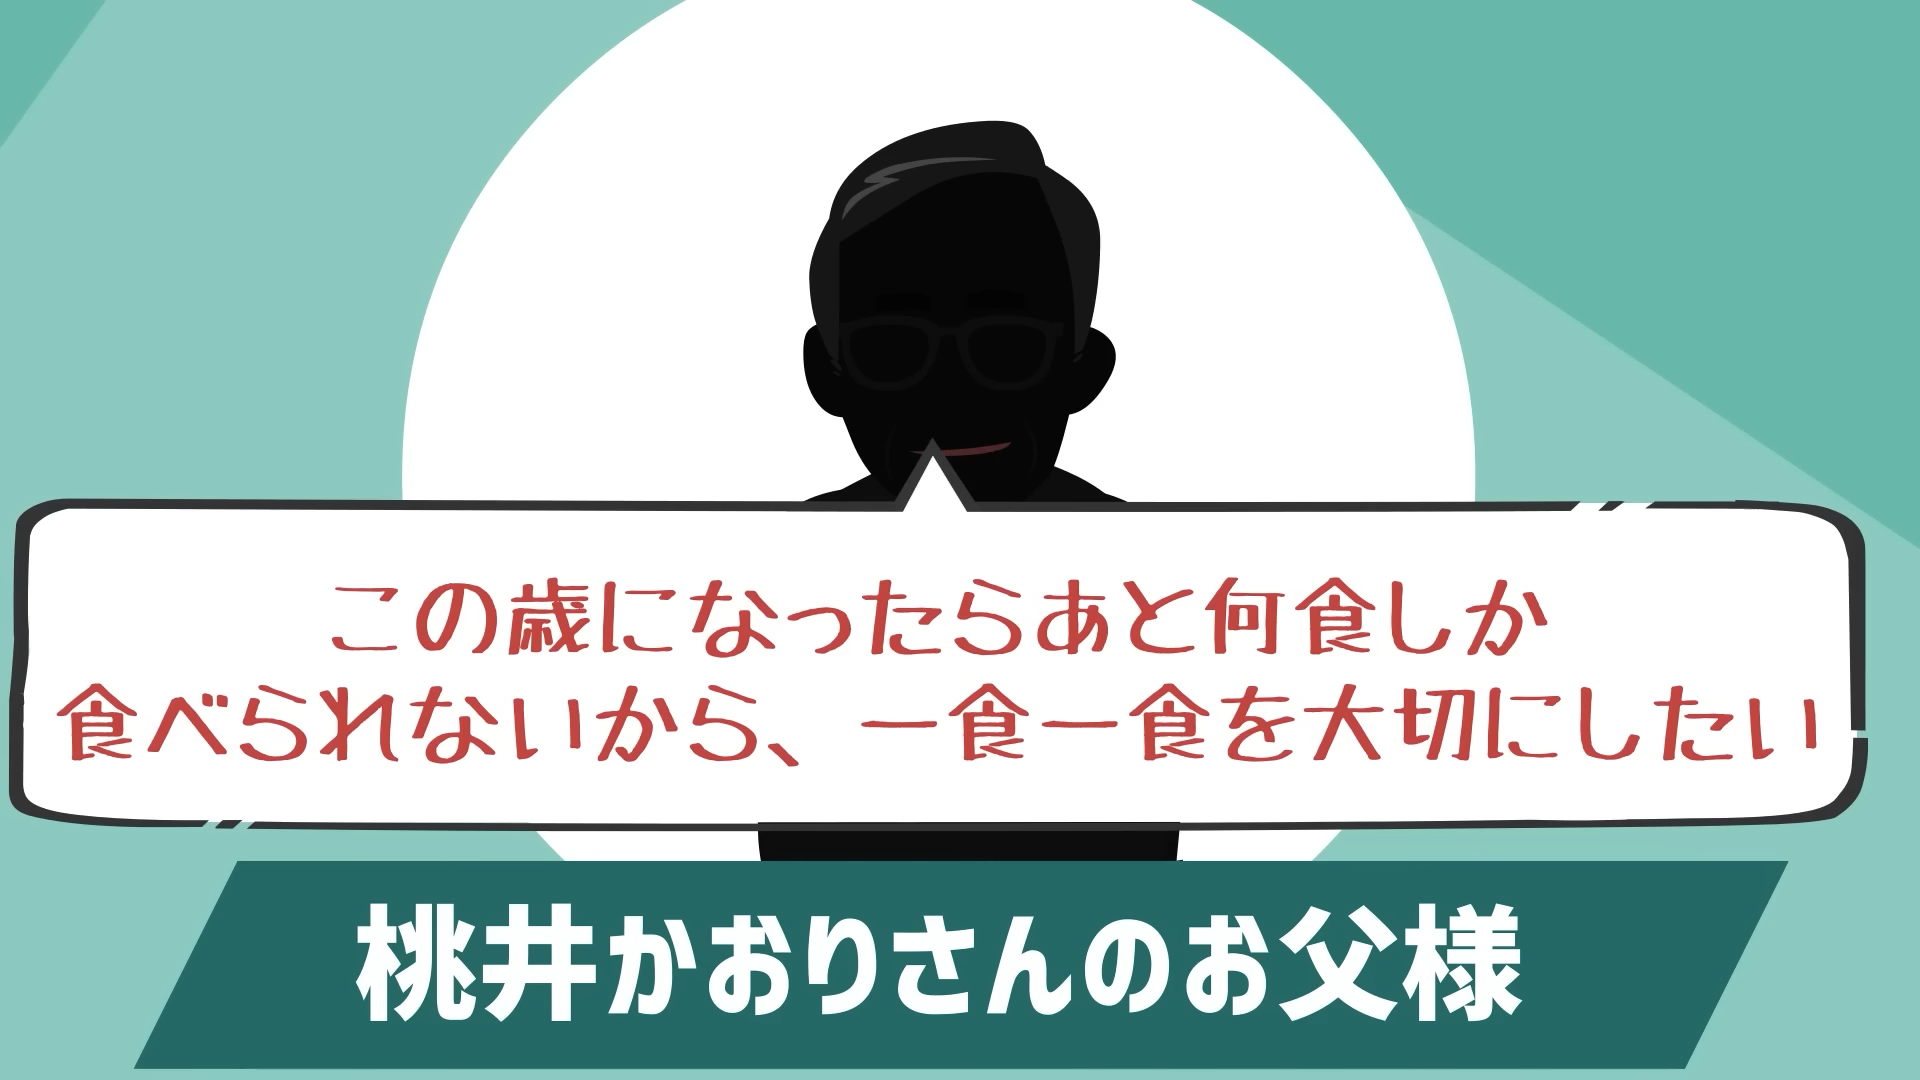 この歳になったらあと何食しか
食べられないから、一食一食を大切にしたい
桃井かおりさんのお父様